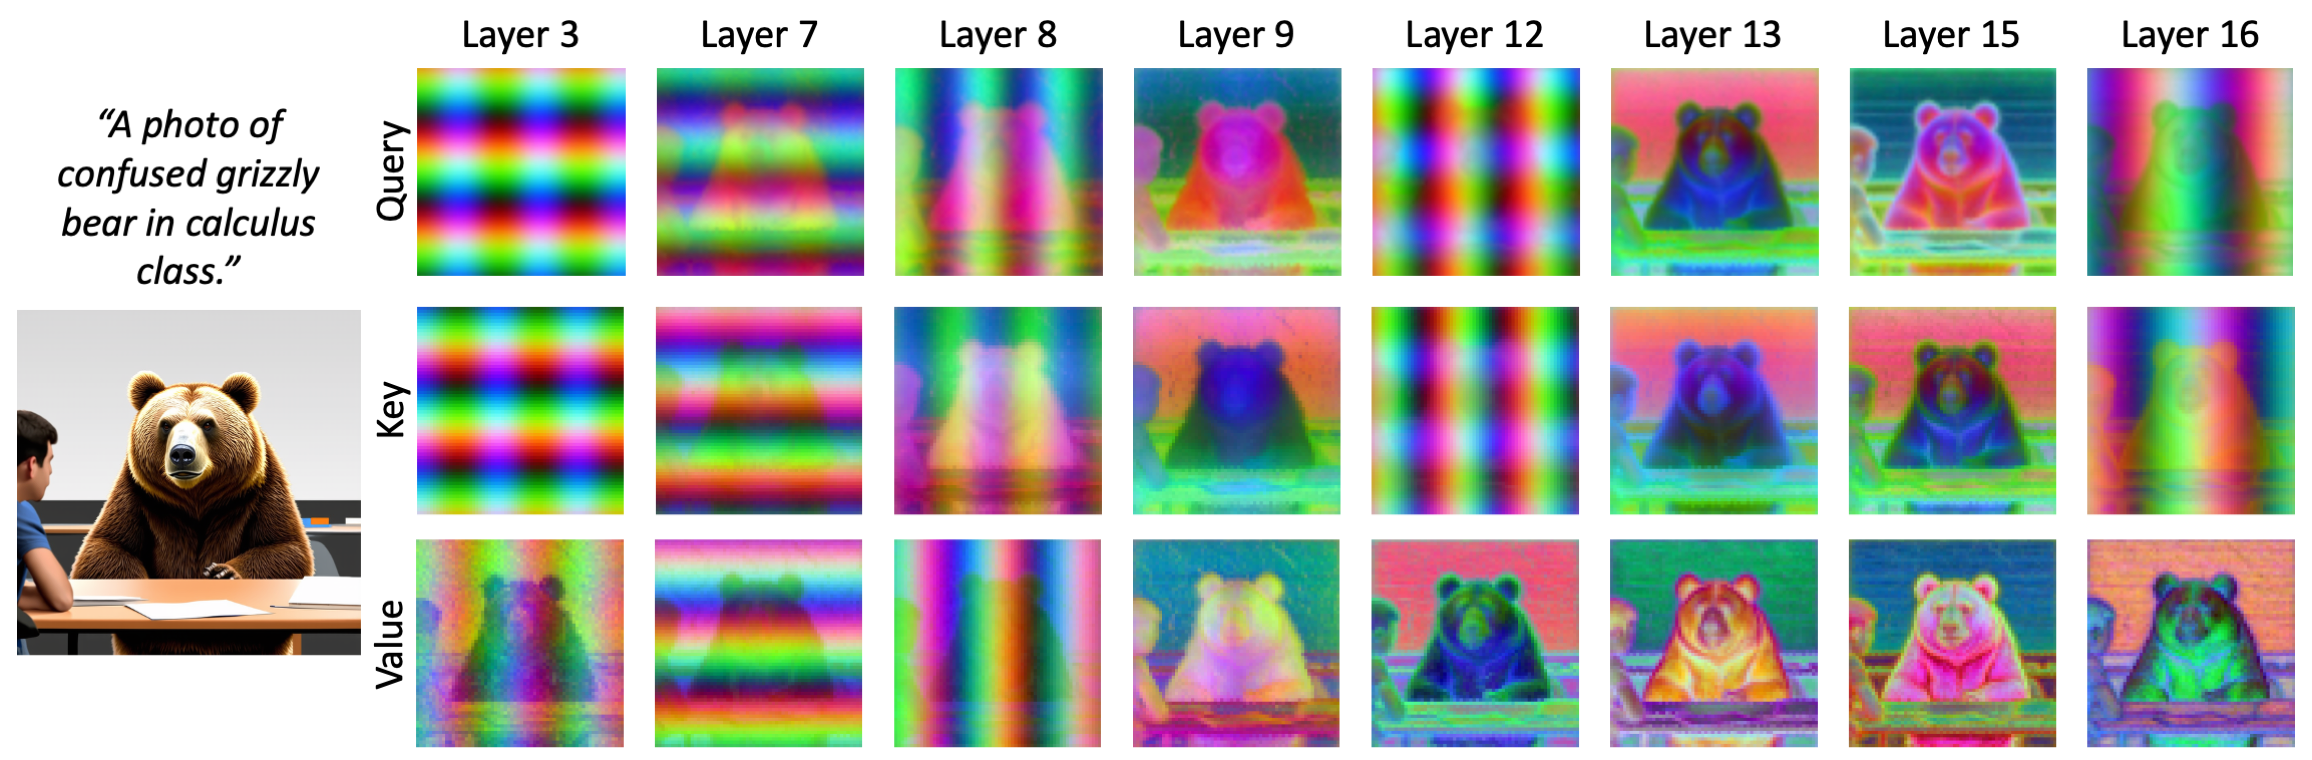 Layer 3 Layer 7 Layer 8 Layer 9 Layer 12 Layer 13 Layer 15 Layer 16
“A photo of
confused grizzly
bear in calculus
class.”
Query
Key
Value